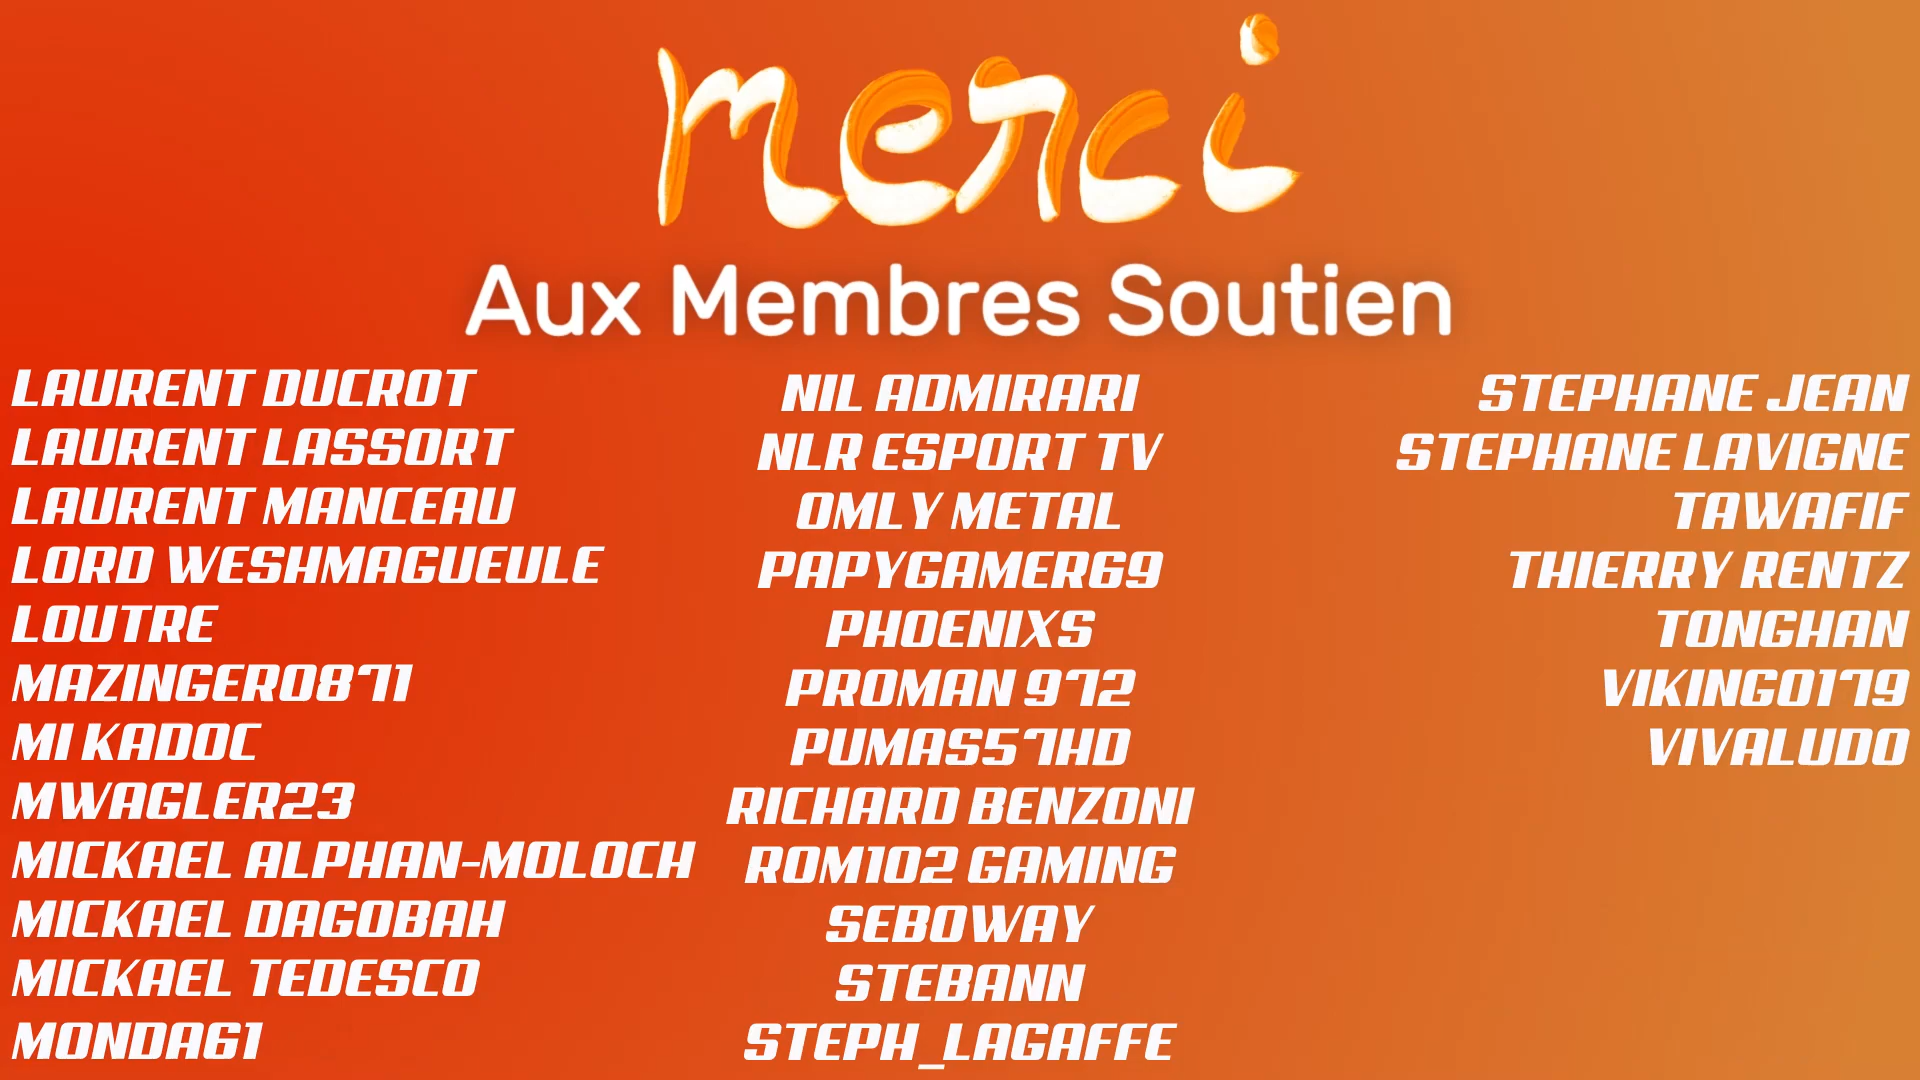 merci
Aux Membres Soutien
LAURENT DUCROT
LAURENT LASSORT
LAURENT MANCEAU
LORD WESHMAGUEULE
LOUTRE
MAZINGER0871
MI KADOC
MWAGLER23
MICKAEL ALPHAN-MOLOCH
MICKAEL DAGOBAH
MICKAEL TEDESCO
MONDA61
NIL ADMIRARI
NLR ESPORT TV
OMLY METAL
PAPYGAMER69
PHOENIXS
PROMAN 972
PUMAS57HD
RICHARD BENZONI
ROM102 GAMING
SEBOWAY
STEBANN
STEPH_LAGAFFE
STEPHANE JEAN
STEPHANE LAVIGNE
TAWAFIF
THIERRY RENTZ
TONGHAN
VIKING0179
VIVALUDO